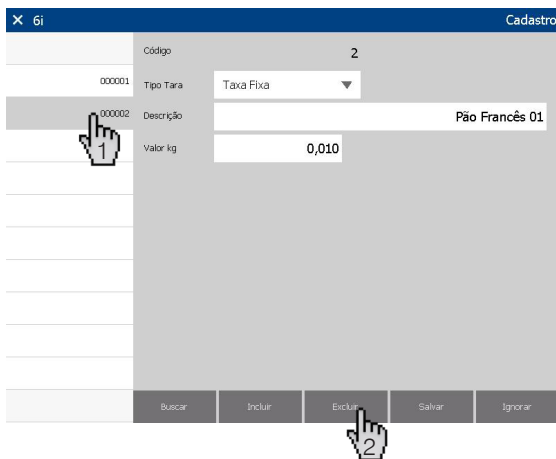 6i Cadastro
Código 2
000001
Tipo Tara Taxa Fixa
000002
Descrição Pão Francês 01
1
Valor kg 0,010
Buscar Incluir Excluir Salvar Ignorar
2